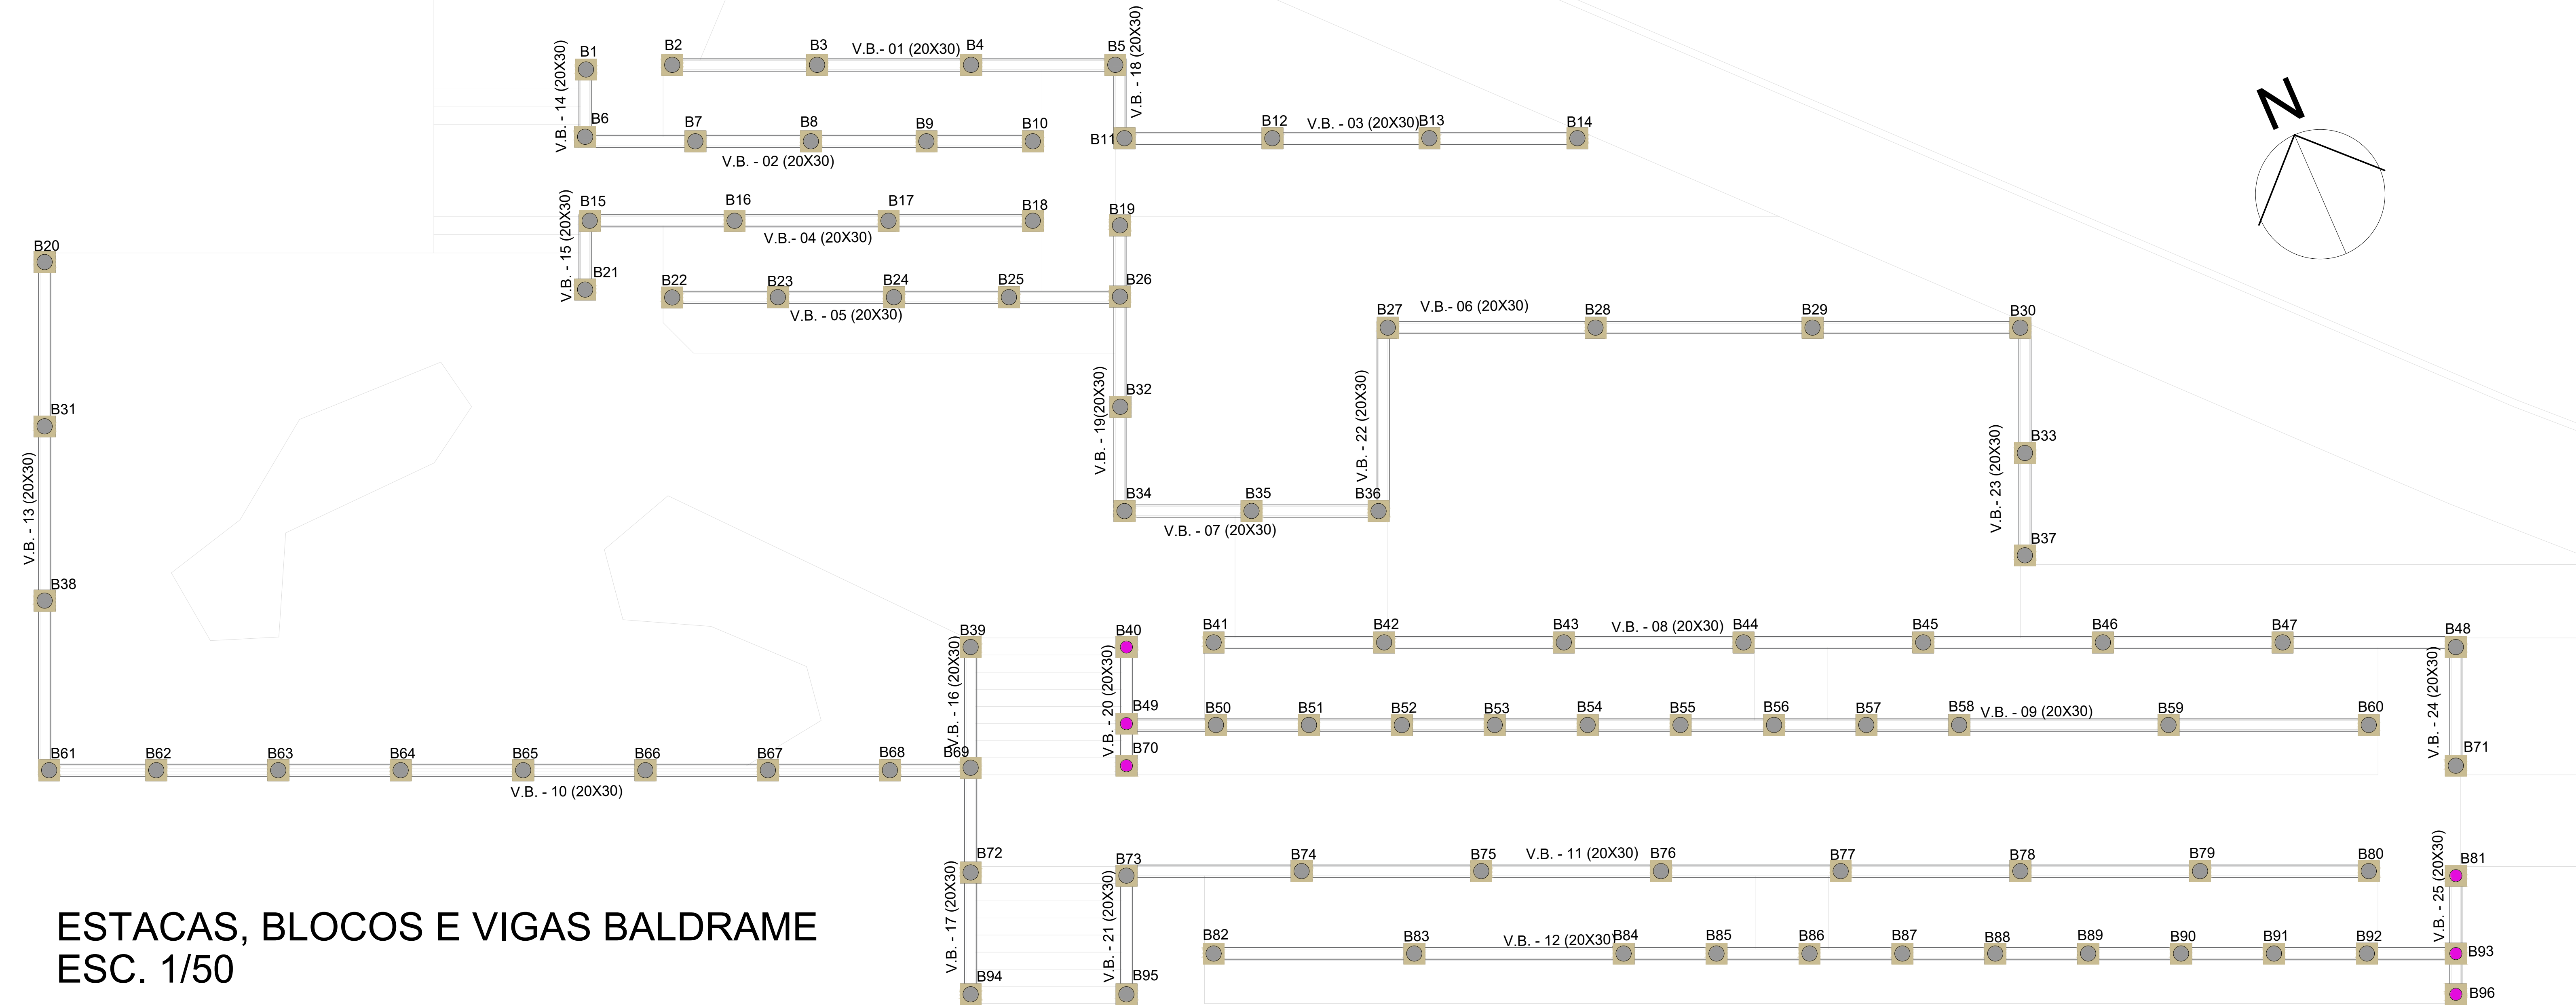 B1
B2
B3
V.B.- 01 (20X30)
B4
B5
V.B. - 18 (20X30)
V.B. - 14 (20X30)
N
B6
B7
B8
B9
B10
B11
B12
V.B. - 03 (20X30)
B13
B14
V.B. - 02 (20X30)
V.B. - 15 (20X30)
B15
B16
B17
B18
B19
V.B.- 04 (20X30)
B20
B21
B22
B23
B24
B25
B26
V.B. - 05 (20X30)
B27
V.B.- 06 (20X30)
B28
B29
B30
B31
B32
V.B. - 19(20X30)
V.B. - 22 (20X30)
V.B.- 23 (20X30)
B33
V.B. - 13 (20X30)
B34
B35
B36
V.B. - 07 (20X30)
B37
B38
B39
B40
B41
B42
B43
V.B. - 08 (20X30)
B44
B45
B46
B47
B48
V.B. - 16 (20X30)
V.B. - 20 (20X30)
V.B. - 24 (20X30)
B49
B50
B51
B52
B53
B54
B55
B56
B57
B58
V.B. - 09 (20X30)
B59
B60
B61
B62
B63
B64
B65
B66
B67
B68
B69
B70
B71
V.B. - 10 (20X30)
B72
B73
B74
B75
V.B. - 11 (20X30)
B76
B77
B78
B79
B80
B81
V.B. - 17 (20X30)
V.B. - 21 (20X30)
V.B. - 25 (20X30)
B82
B83
V.B. - 12 (20X30)
B84
B85
B86
B87
B88
B89
B90
B91
B92
B93
B94
B95
B96
ESTACAS, BLOCOS E VIGAS BALDRAME
ESC. 1/50